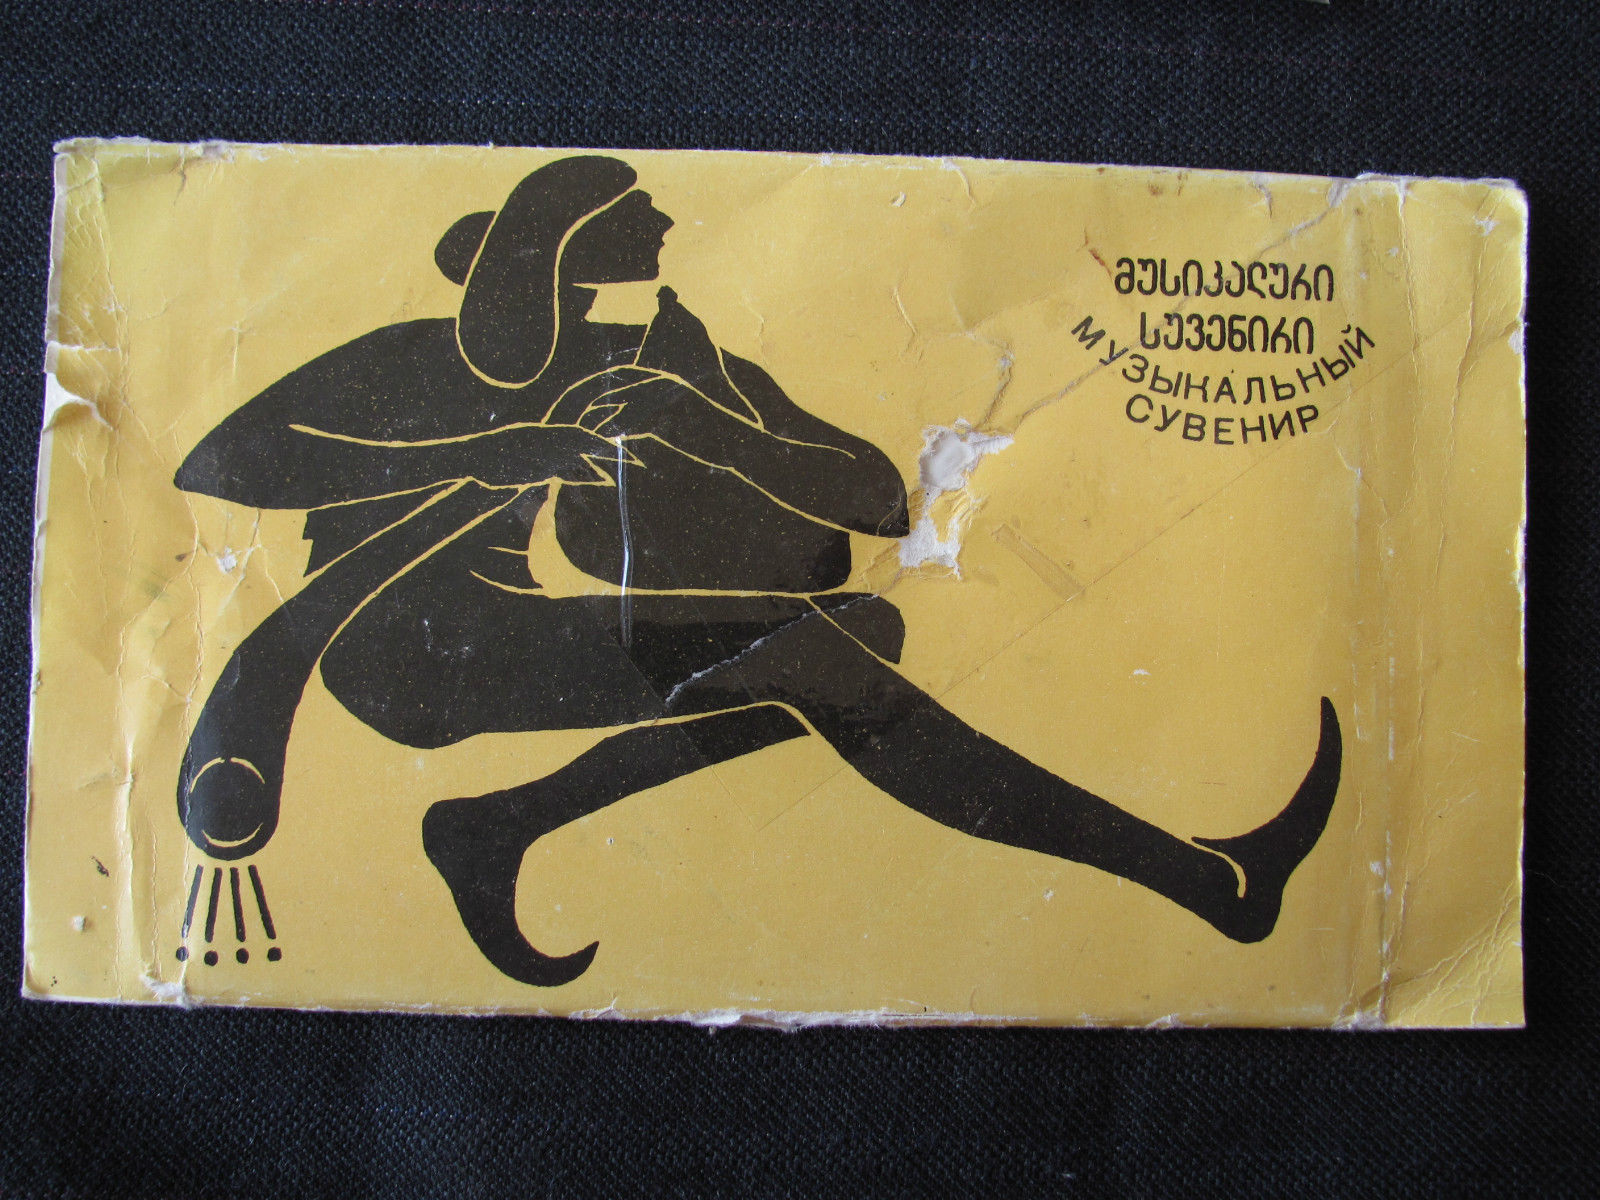 მუსიკალური
სუვენირი
МУЗЫКАЛЬНЫЙ
СУВЕНИР